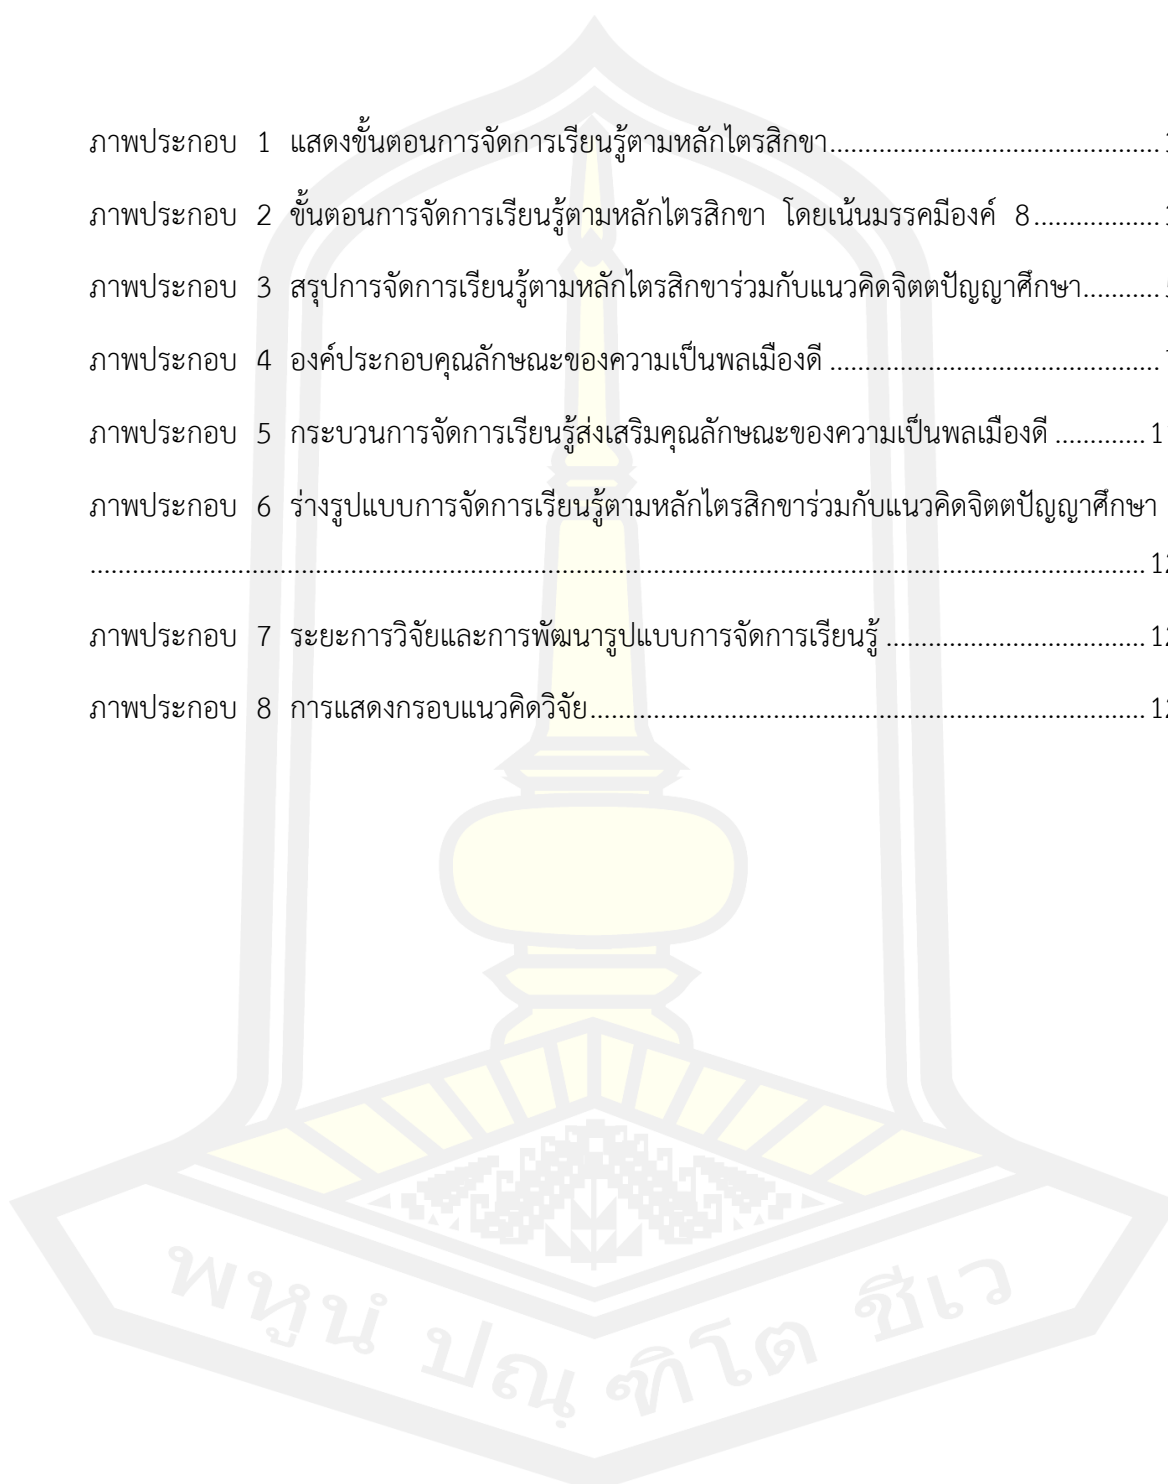 ภาพประกอบ 1 แสดงขั้นตอนการจัดการเรียนรู้ตามหลักไตรสิกขา
ภาพประกอบ 2 ขั้นตอนการจัดการเรียนรู้ตามหลักไตรสิกขา โดยเน้นมรรคมีองค์ 8
ภาพประกอบ 3 สรุปการจัดการเรียนรู้ตามหลักไตรสิกขาร่วมกับแนวคิดจิตตปัญญาศึกษา
ภาพประกอบ 4 องค์ประกอบคุณลักษณะของความเป็นพลเมืองดี
ภาพประกอบ 5 กระบวนการจัดการเรียนรู้ส่งเสริมคุณลักษณะของความเป็นพลเมืองดี
ภาพประกอบ 6 ร่างรูปแบบการจัดการเรียนรู้ตามหลักไตรสิกขาร่วมกับแนวคิดจิตตปัญญาศึกษา
ภาพประกอบ 7 ระยะการวิจัยและการพัฒนารูปแบบการจัดการเรียนรู้
ภาพประกอบ 8 การแสดงกรอบแนวคิดวิจัย
พหูนํ ปณฺฑิโต ชีเว